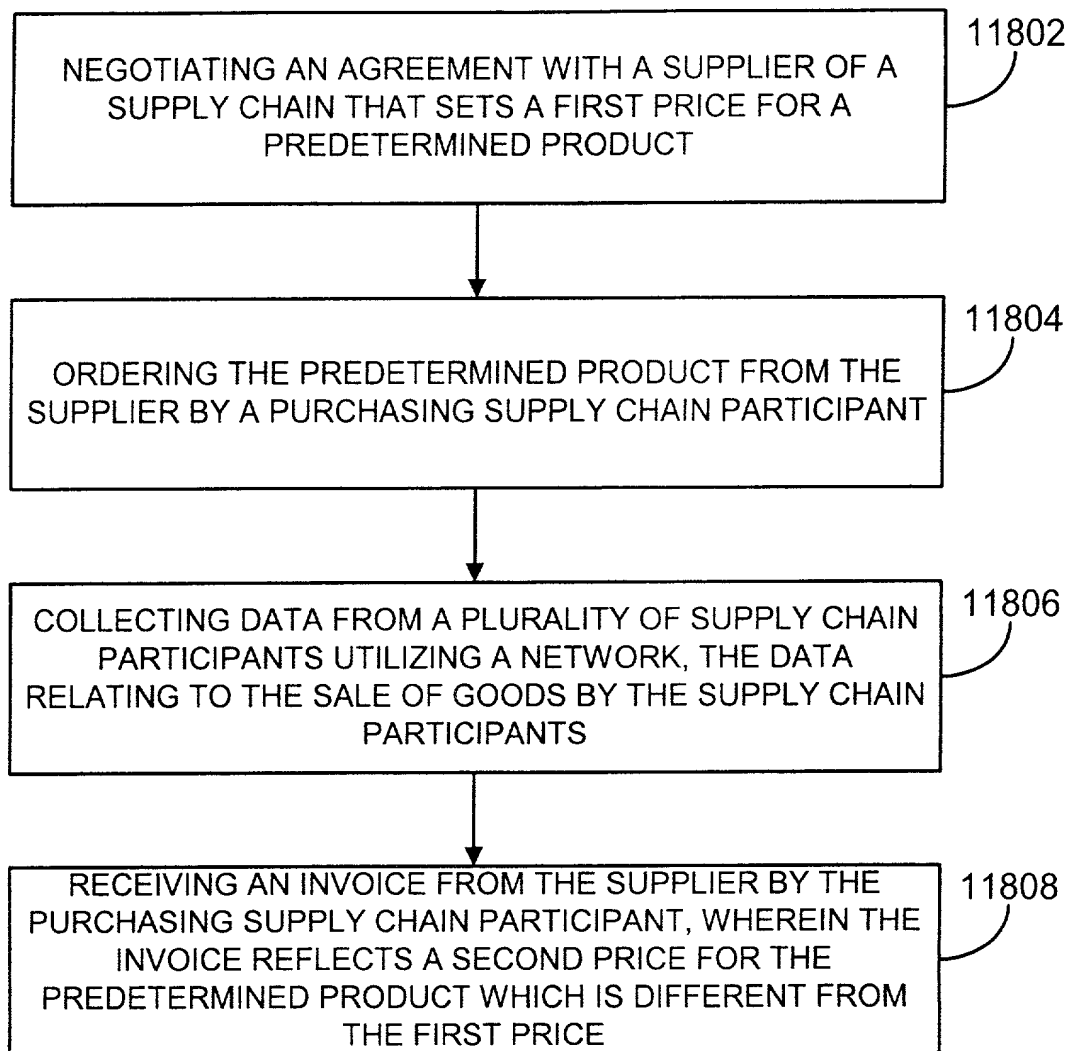 11802
NEGOTIATING AN AGREEMENT WITH A SUPPLIER OF A
SUPPLY CHAIN THAT SETS A FIRST PRICE FOR A
PREDETERMINED PRODUCT
11804
ORDERING THE PREDETERMINED PRODUCT FROM THE
SUPPLIER BY A PURCHASING SUPPLY CHAIN PARTICIPANT
11806
COLLECTING DATA FROM A PLURALITY OF SUPPLY CHAIN
PARTICIPANTS UTILIZING A NETWORK, THE DATA
RELATING TO THE SALE OF GOODS BY THE SUPPLY CHAIN
PARTICIPANTS
11808
RECEIVING AN INVOICE FROM THE SUPPLIER BY THE
PURCHASING SUPPLY CHAIN PARTICIPANT, WHEREIN THE
INVOICE REFLECTS A SECOND PRICE FOR THE
PREDETERMINED PRODUCT WHICH IS DIFFERENT FROM
THE FIRST PRICE